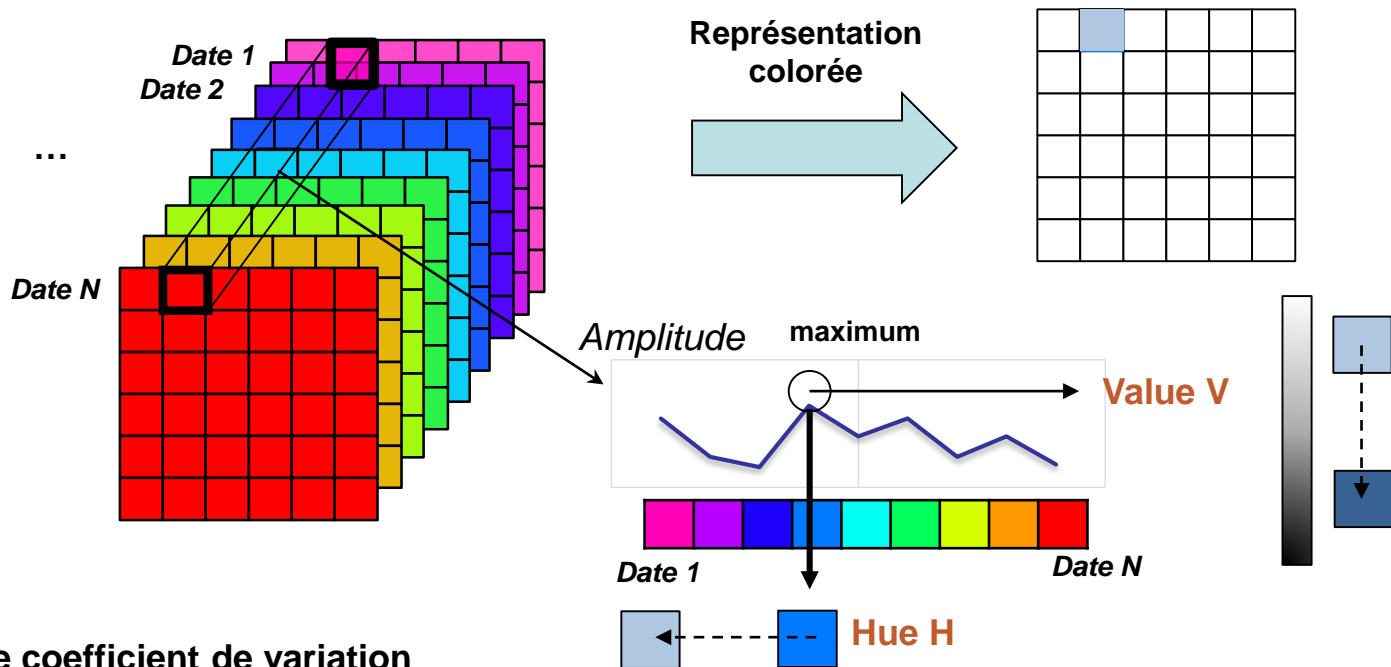 Date 1
Date 2
...
Date N
Représentation
colorée
Amplitude
maximum
Value V
Date 1
Date N
Hue H
e coefficient de variation